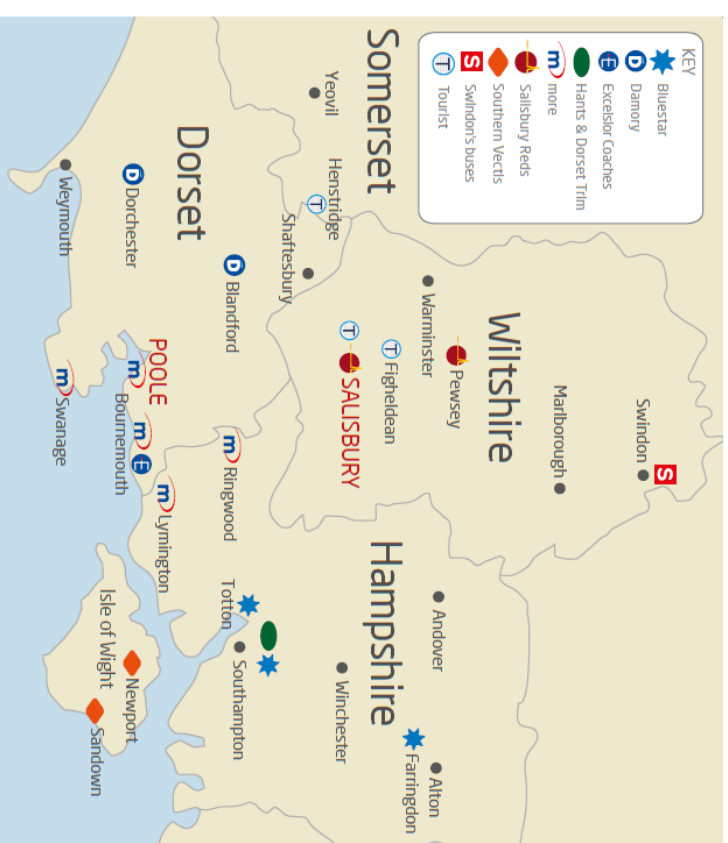 KEY
Bluestar
Damory
Excelsior Coaches
Hants & Dorset Trim
more
Salisbury Reds
Southern Vectis
Swindon's buses
Tourist
D
E
m
S
T
Swindon
S
Marlborough
Wiltshire
Pewsey
Warminster
T Figheldean
T
SALISBURY
Somerset
Yeovil
Henstridge
T
Shaftesbury
Dorset
D Blandford
D Dorchester
Weymouth
POOLE
m
Bournemouth
m E
m Swanage
m Ringwood
m Lymington
Hampshire
Andover
Alton
Farringdon
Winchester
Totton
Southampton
Isle of Wight
Newport
Sandown